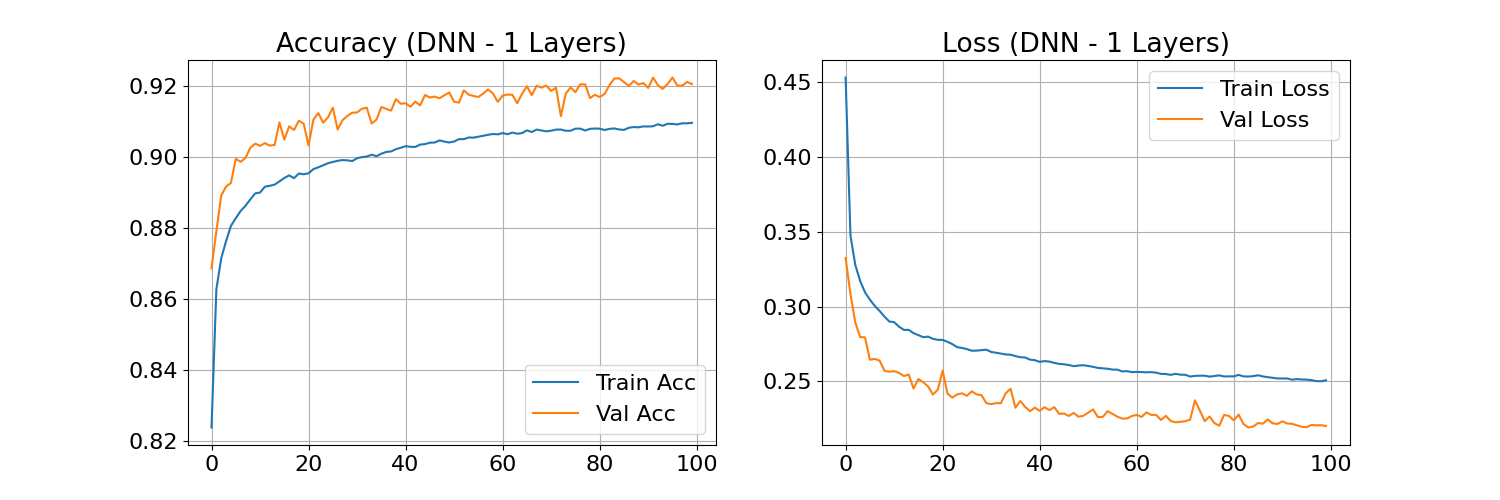 Accuracy (DNN - 1 Layers)
0.92
0.90
0.88
0.86
0.84
0.82
0 20 40 60 80 100
Train Acc
Val Acc
Loss (DNN - 1 Layers)
0.45
0.40
0.35
0.30
0.25
0 20 40 60 80 100
Train Loss
Val Loss